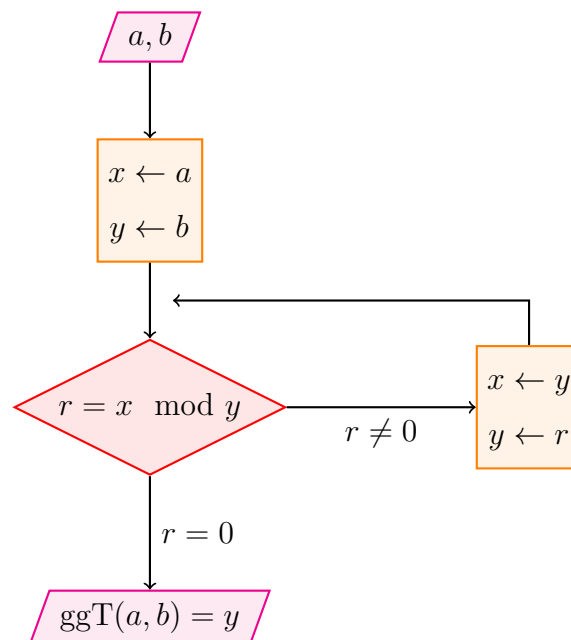 a, b
x ← a
y ← b
r = x mod y
r ≠ 0
x ← y
y ← r
r = 0
ggT(a, b) = y